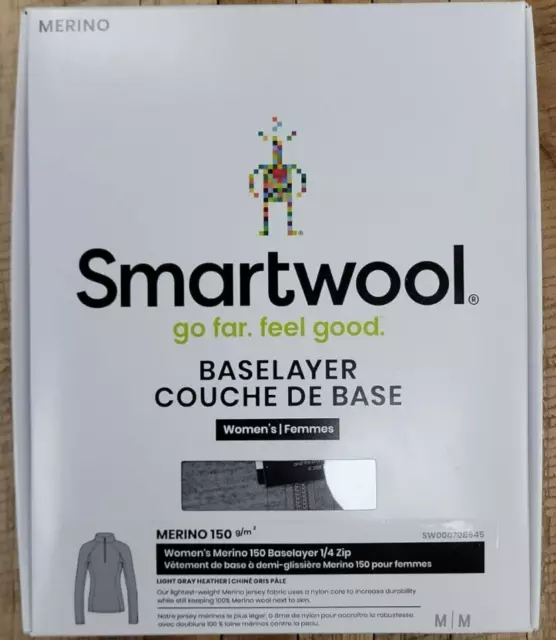 MERINO
Smartwool®
go far. feel good.
BASELAYER
COUCHE DE BASE
Women's | Femmes
MERINO 150 g/m²
Women's Merino 150 Baselayer 1/4 Zip
Vêtement de base à demi-glissière Merino 150 pour femmes
LIGHT GRAY HEATHER | CHINÉ GRIS PÂLE
Our lightest-weight Merino jersey fabric uses a nylon core to increase durability
while still keeping 100% Merino wool next to skin.
Notre jersey mérinos le plus léger, à âme de nylon pour accroître la robustesse,
avec doublure 100 % laine mérinos contre la peau.
M | M